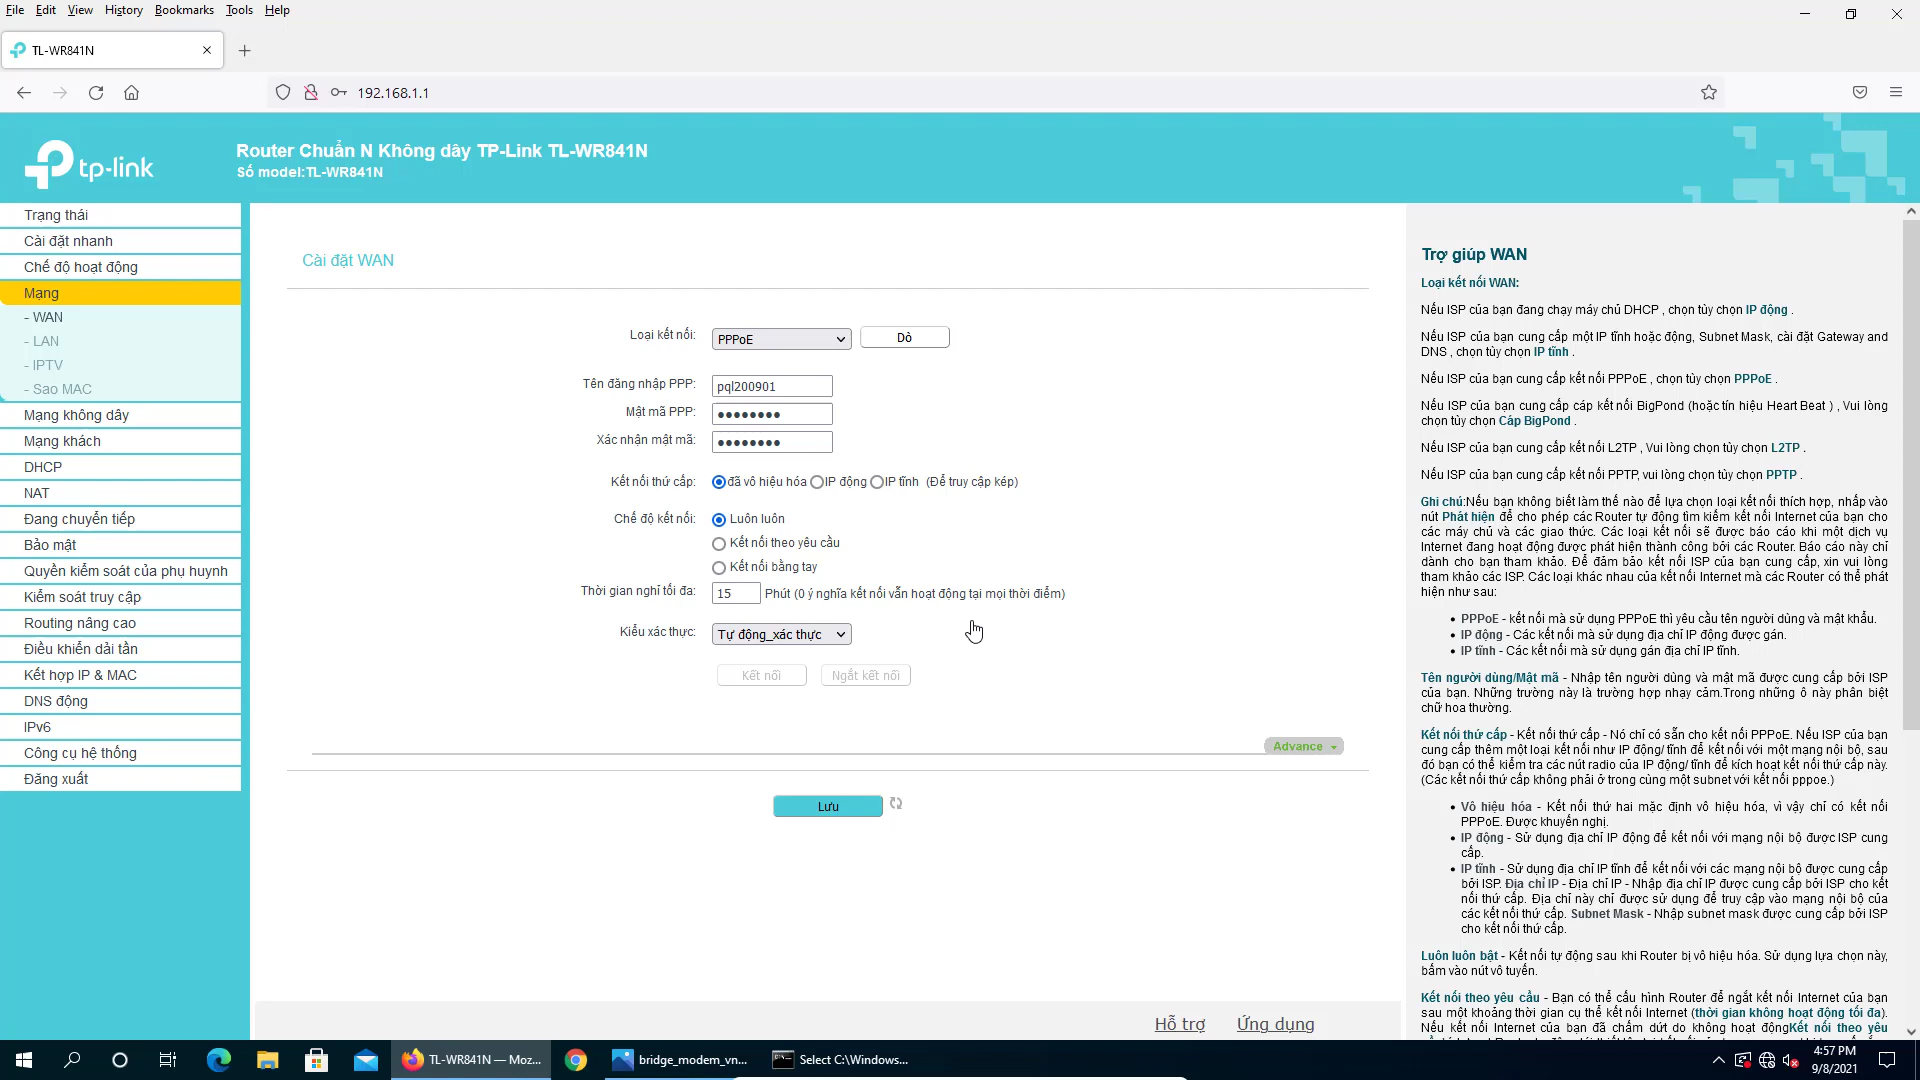 File Edit View History Bookmarks Tools Help
TL-WR841N
192.168.1.1
tp-link
Router Chuẩn N Không dây TP-Link TL-WR841N
Số model:TL-WR841N
Trạng thái
Cài đặt nhanh
Chế độ hoạt động
Mạng
- WAN
- LAN
- IPTV
- Sao MAC
Mạng không dây
Mạng khách
DHCP
NAT
Đang chuyển tiếp
Bảo mật
Quyền kiểm soát của phụ huynh
Kiểm soát truy cập
Routing nâng cao
Điều khiển dải tần
Kết hợp IP & MAC
DNS động
IPv6
Công cụ hệ thống
Đăng xuất
Cài đặt WAN
Loại kết nối: PPPoE Dò
Tên đăng nhập PPP: pql200901
Mật mã PPP: ●●●●●●●●
Xác nhận mật mã: ●●●●●●●●
Kết nối thứ cấp: đã vô hiệu hóa IP động IP tĩnh (Để truy cập kép)
Chế độ kết nối: Luôn luôn
Kết nối theo yêu cầu
Kết nối bằng tay
Thời gian nghỉ tối đa: 15 Phút (0 ý nghĩa kết nối vẫn hoạt động tại mọi thời điểm)
Kiểu xác thực: Tự động_xác thực
Kết nối Ngắt kết nối
Advance
Lưu
Hỗ trợ Ứng dụng
Trợ giúp WAN
Loại kết nối WAN:
Nếu ISP của bạn đang chạy máy chủ DHCP , chọn tùy chọn IP động .
Nếu ISP của bạn cung cấp một IP tĩnh hoặc động, Subnet Mask, cài đặt Gateway and
DNS , chọn tùy chọn IP tĩnh .
Nếu ISP của bạn cung cấp kết nối PPPoE , chọn tùy chọn PPPoE .
Nếu ISP của bạn cung cấp cáp kết nối BigPond (hoặc tín hiệu Heart Beat ) , Vui lòng
chọn tùy chọn Cáp BigPond .
Nếu ISP của bạn cung cấp kết nối L2TP , Vui lòng chọn tùy chọn L2TP .
Nếu ISP của bạn cung cấp kết nối PPTP, vui lòng chọn tùy chọn PPTP .
Ghi chú:Nếu bạn không biết làm thế nào để lựa chọn loại kết nối thích hợp, nhấp vào
nút Phát hiện để cho phép các Router tự động tìm kiếm kết nối Internet của bạn cho
các máy chủ và các giao thức. Các loại kết nối sẽ được báo cáo khi một dịch vụ
Internet đang hoạt động được phát hiện thành công bởi các Router. Báo cáo này chỉ
dành cho bạn tham khảo. Để đảm bảo kết nối ISP của bạn cung cấp, xin vui lòng
tham khảo các ISP. Các loại khác nhau của kết nối Internet mà các Router có thể phát
hiện như sau:
• PPPoE - kết nối mà sử dụng PPPoE thì yêu cầu tên người dùng và mật khẩu.
• IP động - Các kết nối mà sử dụng địa chỉ IP động được gán.
• IP tĩnh - Các kết nối mà sử dụng gán địa chỉ IP tĩnh.
Tên người dùng/Mật mã - Nhập tên người dùng và mật mã được cung cấp bởi ISP
của bạn. Những trường này là trường hợp nhạy cảm.Trong những ô này phân biệt
chữ hoa thường.
Kết nối thứ cấp - Kết nối thứ cấp - Nó chỉ có sẵn cho kết nối PPPoE. Nếu ISP của bạn
cung cấp thêm một loại kết nối như IP động/ tĩnh để kết nối với một mạng nội bộ, sau
đó bạn có thể kiểm tra các nút radio của IP động/ tĩnh để kích hoạt kết nối thứ cấp này.
(Các kết nối thứ cấp không phải ở trong cùng một subnet với kết nối pppoe.)
• Vô hiệu hóa - Kết nối thứ hai mặc định vô hiệu hóa, vì vậy chỉ có kết nối
PPPoE. Được khuyến nghị.
• IP động - Sử dụng địa chỉ IP động để kết nối với mạng nội bộ được ISP cung
cấp.
• IP tĩnh - Sử dụng địa chỉ IP tĩnh để kết nối với các mạng nội bộ được cung cấp
bởi ISP. Địa chỉ IP - Địa chỉ IP - Nhập địa chỉ IP được cung cấp bởi ISP cho kết
nối thứ cấp. Địa chỉ này chỉ được sử dụng để truy cập vào mạng nội bộ của
các kết nối thứ cấp. Subnet Mask - Nhập subnet mask được cung cấp bởi ISP
cho kết nối thứ cấp.
Luôn luôn bật - Kết nối tự động sau khi Router bị vô hiệu hóa. Sử dụng lựa chọn này,
bấm vào nút vô tuyến.
Kết nối theo yêu cầu - Bạn có thể cấu hình Router để ngắt kết nối Internet của bạn
sau một khoảng thời gian cụ thể kết nối Internet (thời gian không hoạt động tối đa).
Nếu kết nối Internet của bạn đã chấm dứt do không hoạt độngKết nối theo yêu
TL-WR841N — Moz...
bridge_modem_vn...
Select C:\Windows...
4:57 PM
9/8/2021